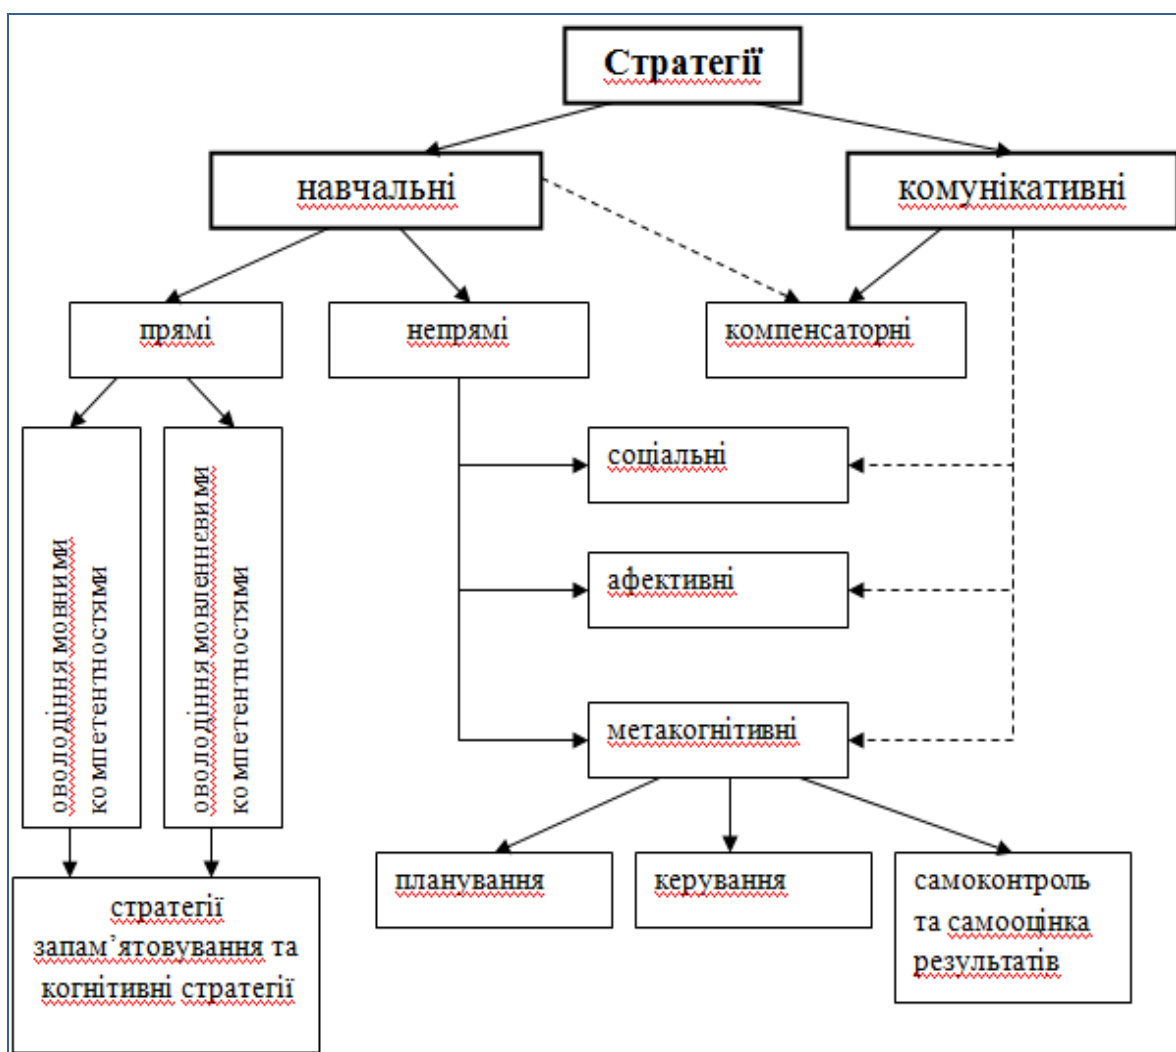 Стратегії
навчальні
комунікативні
прямі
непрямі
компенсаторні
оволодіння мовними
компетентностями
оволодіння мовленнєвими
компетентностями
соціальні
афективні
метакогнітивні
планування
керування
самоконтроль
та самооцінка
результатів
стратегії
запам’ятовування та
когнітивні стратегії